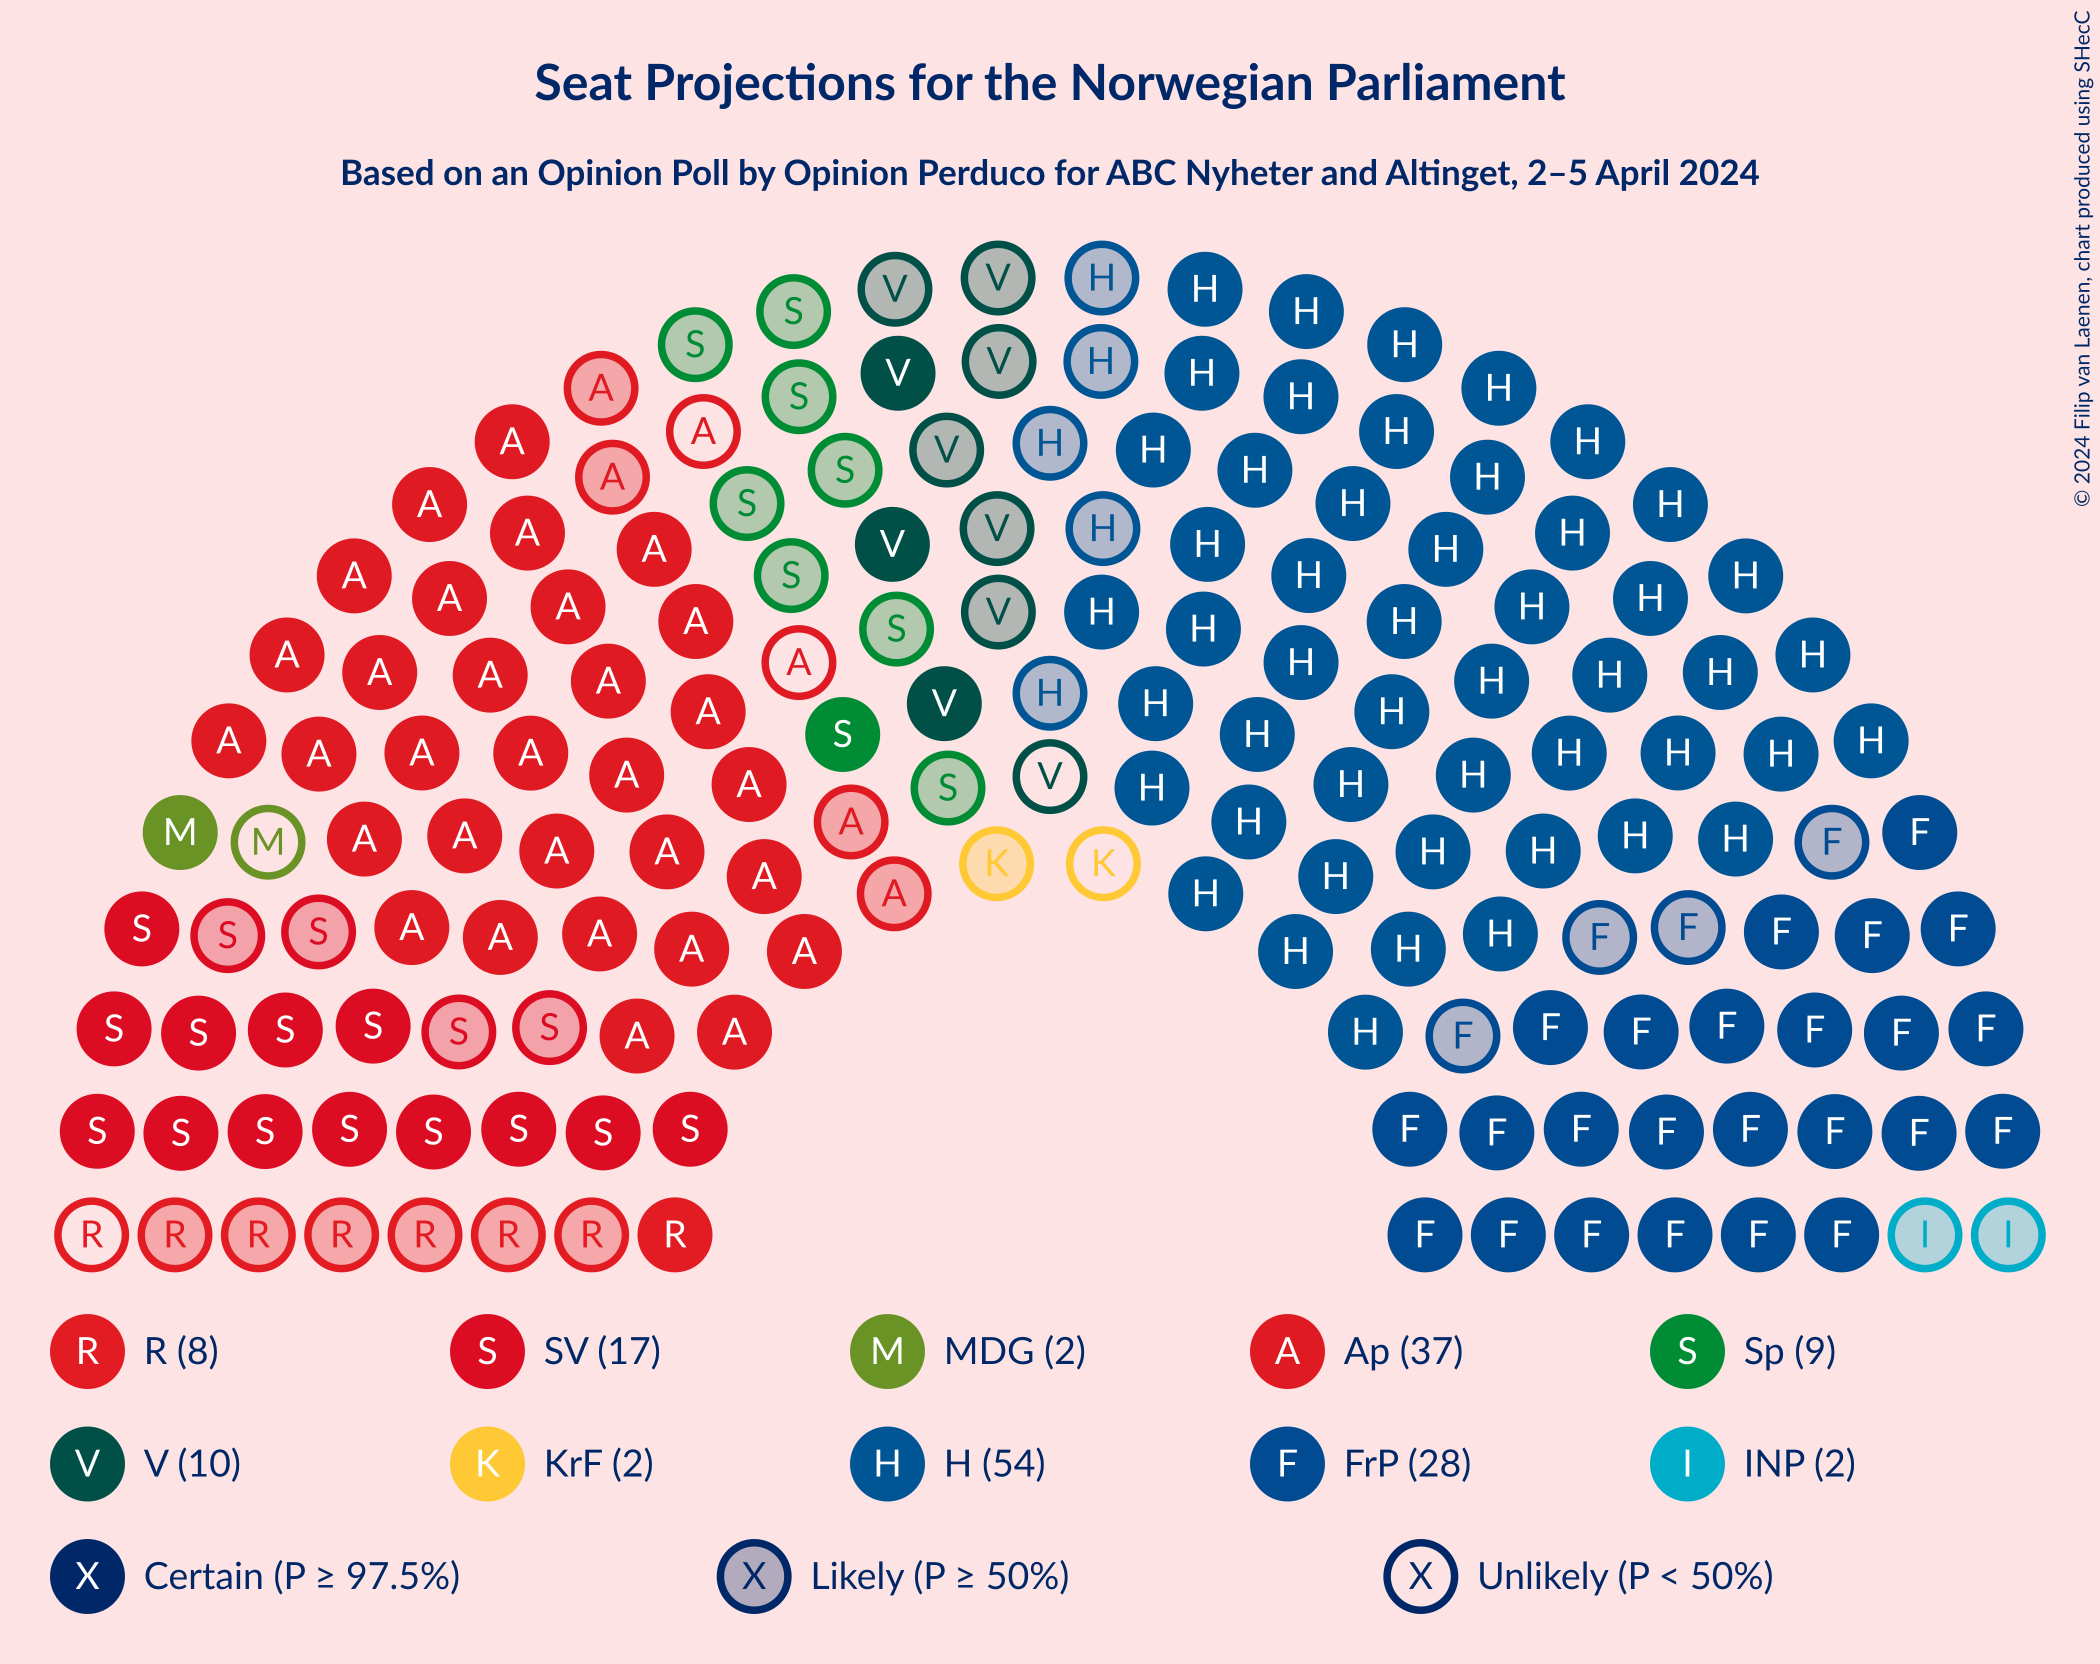 Seat Projections for the Norwegian Parliament
Based on an Opinion Poll by Opinion Perduco for ABC Nyheter and Altinget, 2–5 April 2024
© 2024 Filip van Laenen, chart produced using SHecC
V V H H
S S H H
S V V H H H
A S V H H H H
A A S H H H
A A S V H H H H
A A A S V V H H H H H
A A A A S V H H H H H H
A A A A A S V H H H H H H H
M M A A A A A A K K H H H H H H H F F
S S S A A A A A A A H H H H H F F F F F
S S S S S S A A H F F F F F F F
S S S S S S S S F F F F F F F F
R R R R R R R R F F F F F F I I
R R (8) S SV (17) M MDG (2) A Ap (37) S Sp (9)
V V (10) K KrF (2) H H (54) F FrP (28) I INP (2)
X Certain (P ≥ 97.5%) X Likely (P ≥ 50%) X Unlikely (P < 50%)